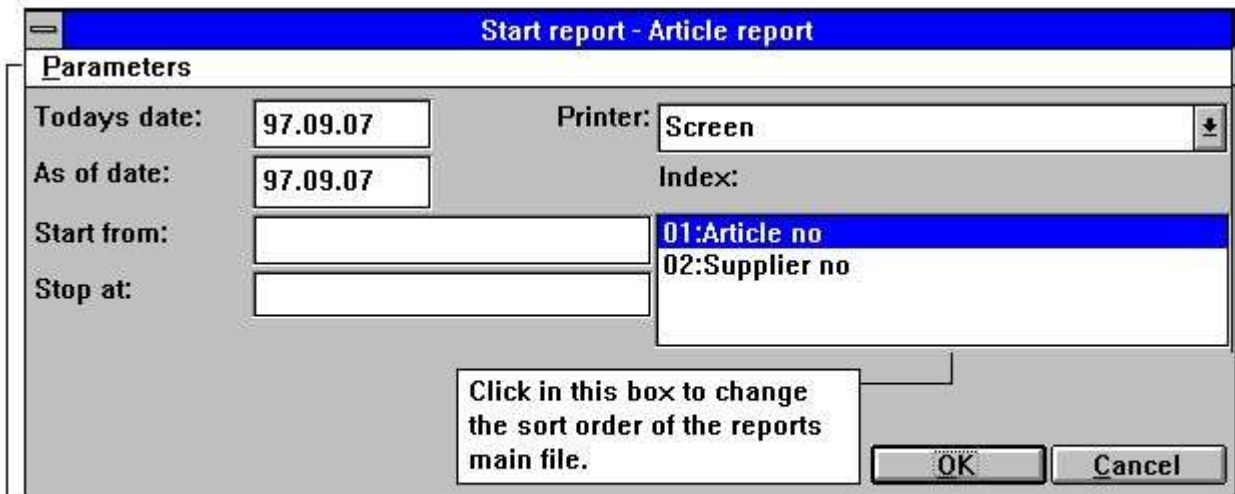 Start report - Article report
Parameters
Todays date:
97.09.07
Printer:
Screen
As of date:
97.09.07
Index:
Start from:
01:Article no
02:Supplier no
Stop at:
Click in this box to change
the sort order of the reports
main file.
OK
Cancel